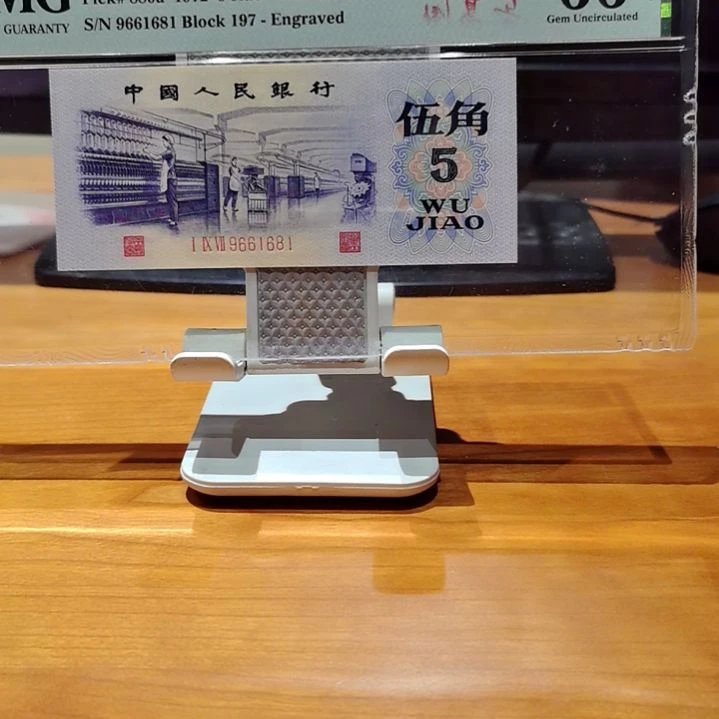 GUARANTY
S/N 9661681 Block 197 - Engraved
Gem Uncirculated
中國人民銀行
伍角
5
WU
JIAO
I IX VII 9661681